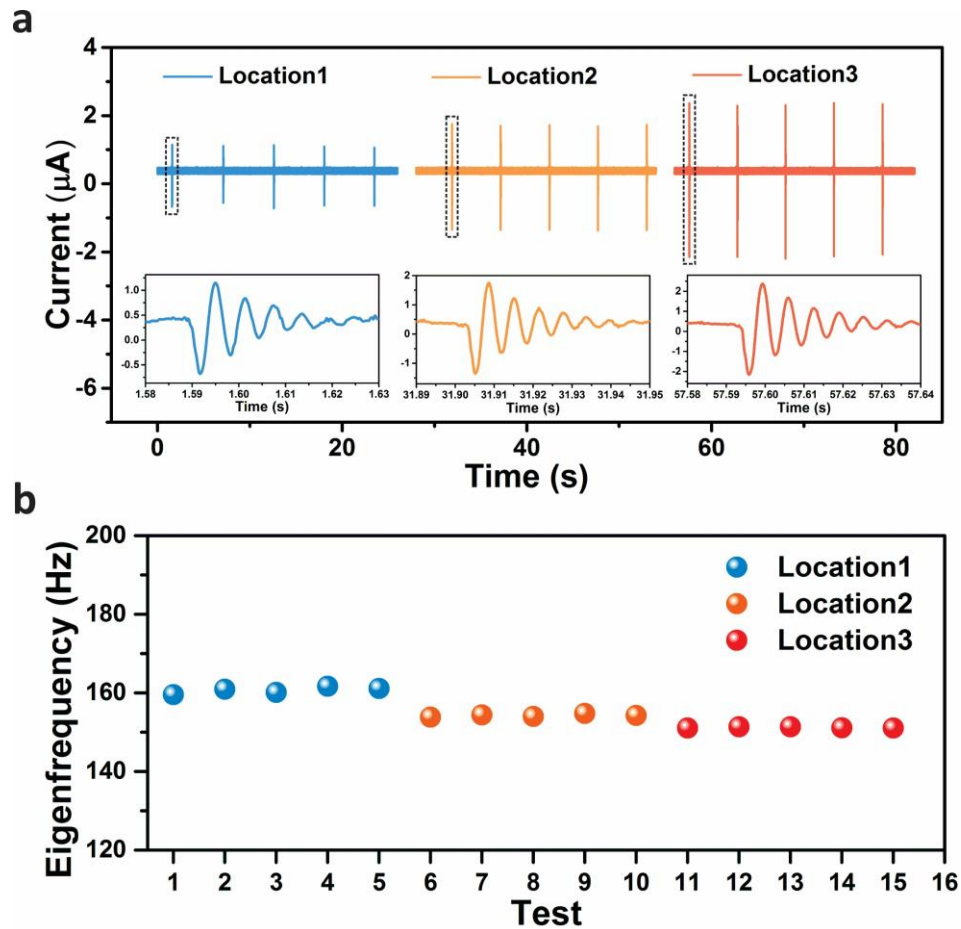 a
4
2
0
-2
-4
-6
Current (μA)
Location1
Location2
Location3
1.0
0.5
0.0
-0.5
1.58 1.59 1.60 1.61 1.62 1.63
Time (s)
2
1
0
-1
31.89 31.90 31.91 31.92 31.93 31.94 31.95
Time (s)
2
1
0
-1
-2
57.58 57.59 57.60 57.61 57.62 57.63 57.64
Time (s)
0 20 40 60 80
Time (s)
b
200
180
160
140
120
Eigenfrequency (Hz)
Location1
Location2
Location3
1 2 3 4 5 6 7 8 9 10 11 12 13 14 15 16
Test